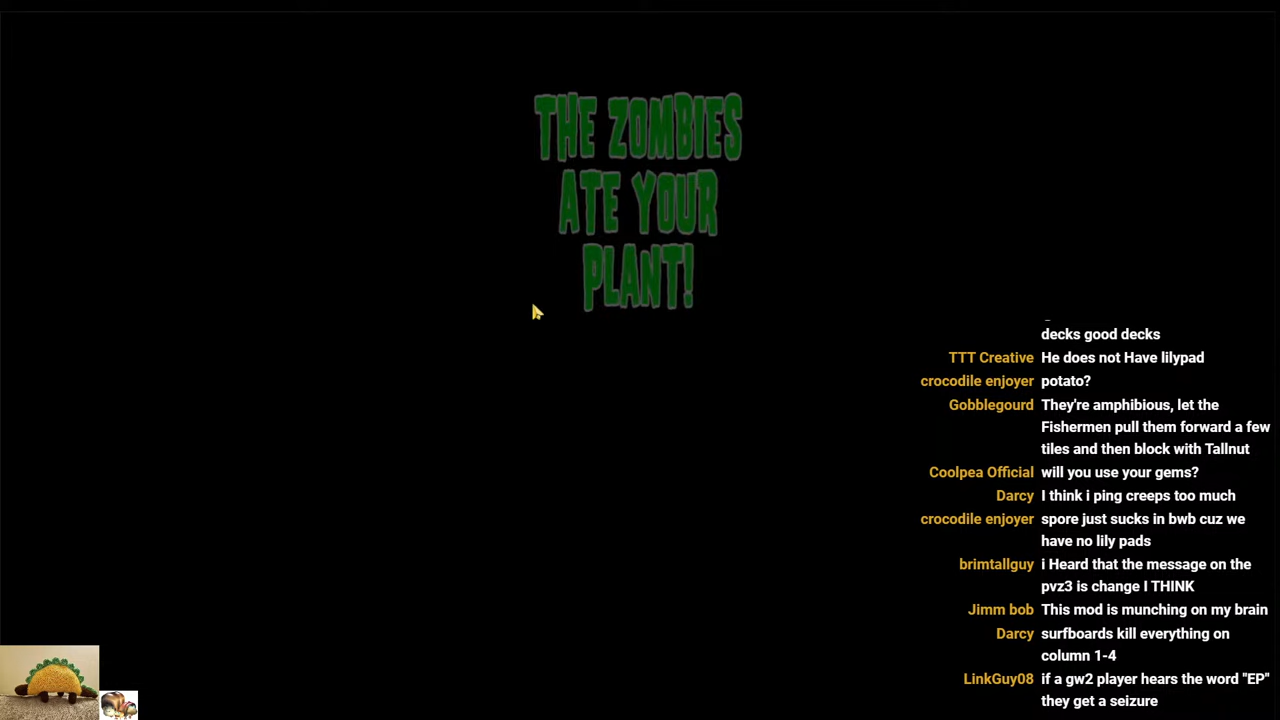 THE ZOMBIES
ATE YOUR
PLANT!
decks good decks
TTT Creative He does not Have lilypad
crocodile enjoyer potato?
Gobblegourd They're amphibious, let the
Fishermen pull them forward a few
tiles and then block with Tallnut
Coolpea Official will you use your gems?
Darcy I think i ping creeps too much
crocodile enjoyer spore just sucks in bwb cuz we
have no lily pads
brimtallguy i Heard that the message on the
pvz3 is change I THINK
Jimm bob This mod is munching on my brain
Darcy surfboards kill everything on
column 1-4
LinkGuy08 if a gw2 player hears the word "EP"
they get a seizure